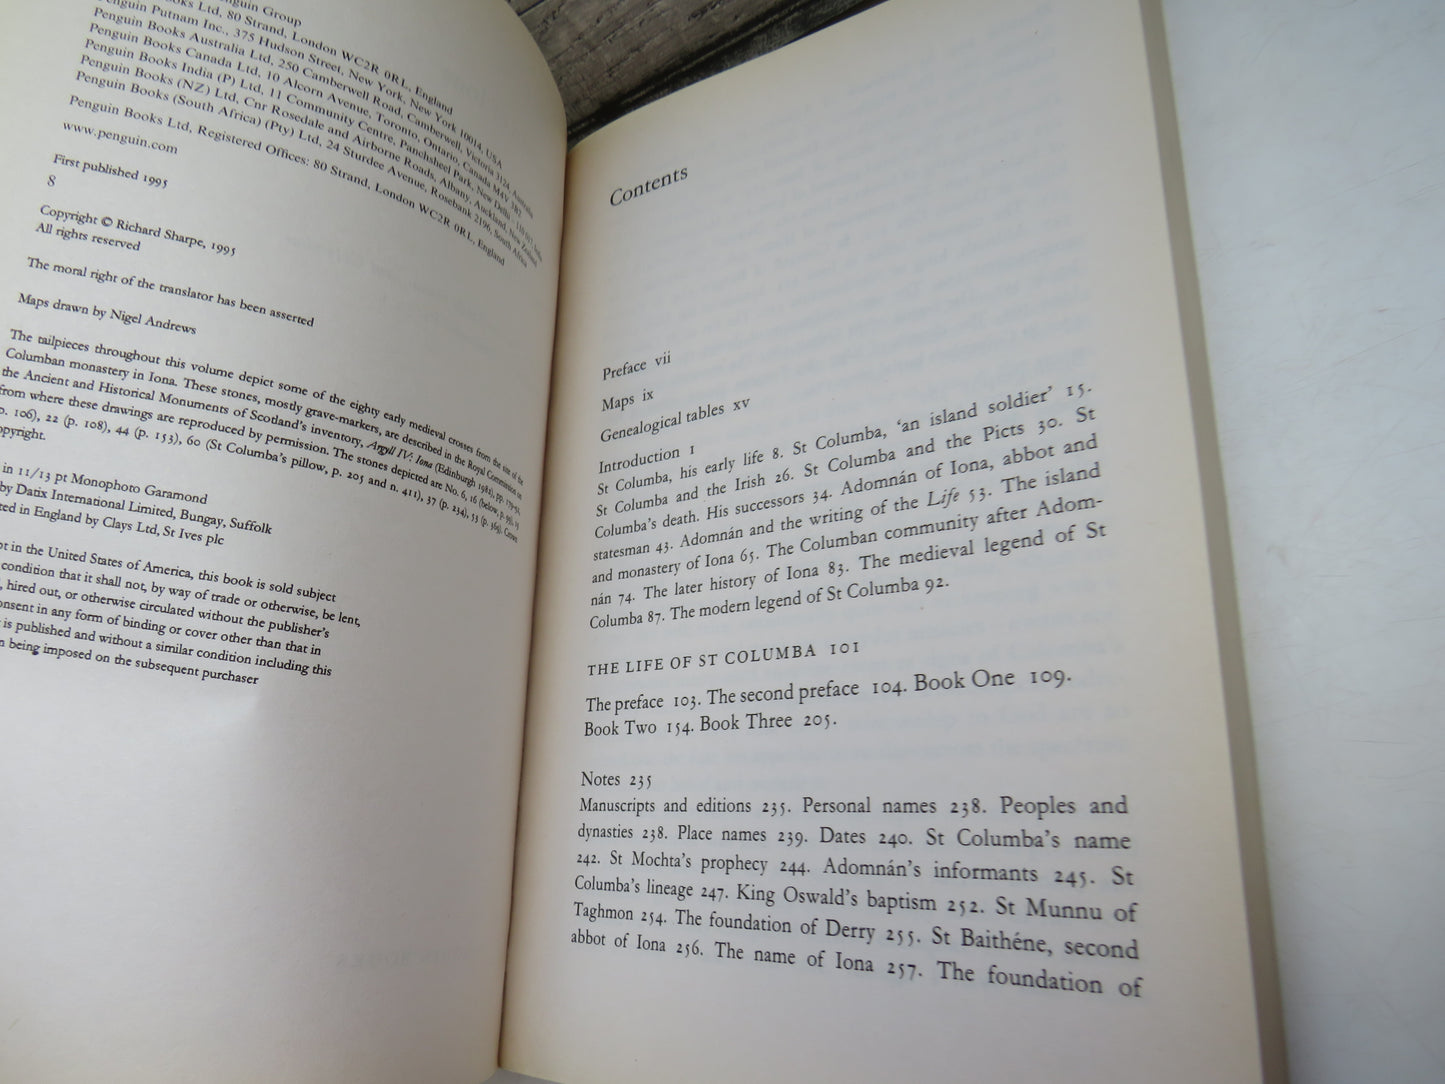 enguin Group
ks Ltd, 80 Strand, London WC2R 0RL, England
Penguin Putnam Inc., 375 Hudson Street, New York, New York 10014, USA
Penguin Books Australia Ltd, 250 Camberwell Road, Camberwell, Victoria 3124, Australia
Penguin Books Canada Ltd, 10 Alcorn Avenue, Toronto, Ontario, Canada M4V 3B2
Penguin Books India (P) Ltd, 11 Community Centre, Panchsheel Park, New Delhi – 110 017, India
Penguin Books (NZ) Ltd, Cnr Rosedale and Airborne Roads, Albany, Auckland, New Zealand
Penguin Books (South Africa) (Pty) Ltd, 24 Sturdee Avenue, Rosebank 2196, South Africa
Penguin Books Ltd, Registered Offices: 80 Strand, London WC2R 0RL, England
www.penguin.com
First published 1995
8
Copyright © Richard Sharpe, 1995
All rights reserved
The moral right of the translator has been asserted
Maps drawn by Nigel Andrews
The tailpieces throughout this volume depict some of the eighty early medieval crosses from the site of the
Columban monastery in Iona. These stones, mostly grave-markers, are described in the Royal Commission on
the Ancient and Historical Monuments of Scotland's inventory, Argyll IV: Iona (Edinburgh 1982), pp.
from where these drawings are reproduced by permission. The stones depicted are No. 6, 16 (below, p. 99), 19
p. 106), 22 (p. 108), 44 (p. 153), 60 (St Columba's pillow, p. 205 and n. 411), 37 (p. 234), 53 (p. 369). Crown
opyright.
in 11/13 pt Monophoto Garamond
by Datix International Limited, Bungay, Suffolk
ted in England by Clays Ltd, St Ives plc
pt in the United States of America, this book is sold subject
condition that it shall not, by way of trade or otherwise, be lent,
, hired out, or otherwise circulated without the publisher's
onsent in any form of binding or cover other than that in
is published and without a similar condition including this
n being imposed on the subsequent purchaser
Contents
Preface vii
Maps ix
Genealogical tables xv
Introduction 1
St Columba, his early life 8. St Columba, 'an island soldier' 15.
St Columba and the Irish 26. St Columba and the Picts 30. St
Columba's death. His successors 34. Adomnán of Iona, abbot and
statesman 43. Adomnán and the writing of the Life 53. The island
and monastery of Iona 65. The Columban community after Adom-
nán 74. The later history of Iona 83. The medieval legend of St
Columba 87. The modern legend of St Columba 92.
THE LIFE OF ST COLUMBA 101
The preface 103. The second preface 104. Book One 109.
Book Two 154. Book Three 205.
Notes 235
Manuscripts and editions 235. Personal names 238. Peoples and
dynasties 238. Place names 239. Dates 240. St Columba's name
242. St Mochta's prophecy 244. Adomnán's informants 245. St
Columba's lineage 247. King Oswald's baptism 252. St Munnu of
Taghmon 254. The foundation of Derry 255. St Baithéne, second
abbot of Iona 256. The name of Iona 257. The foundation of